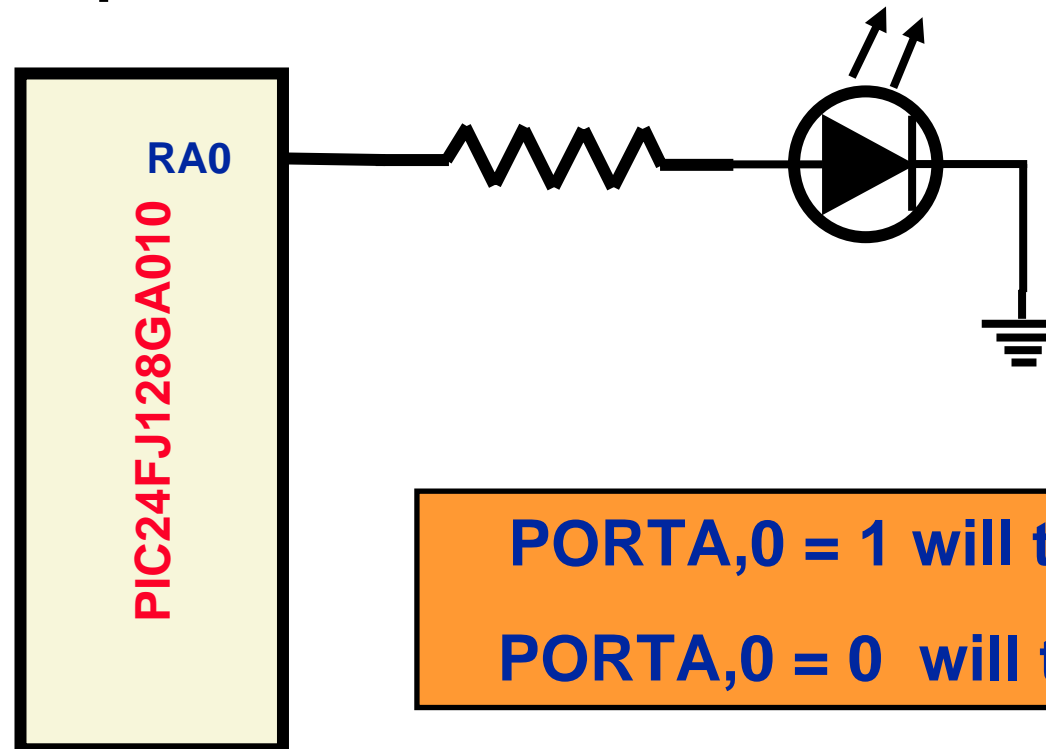 RA0
PIC24FJ128GA010
PORTA,0 = 1 will
PORTA,0 = 0 will